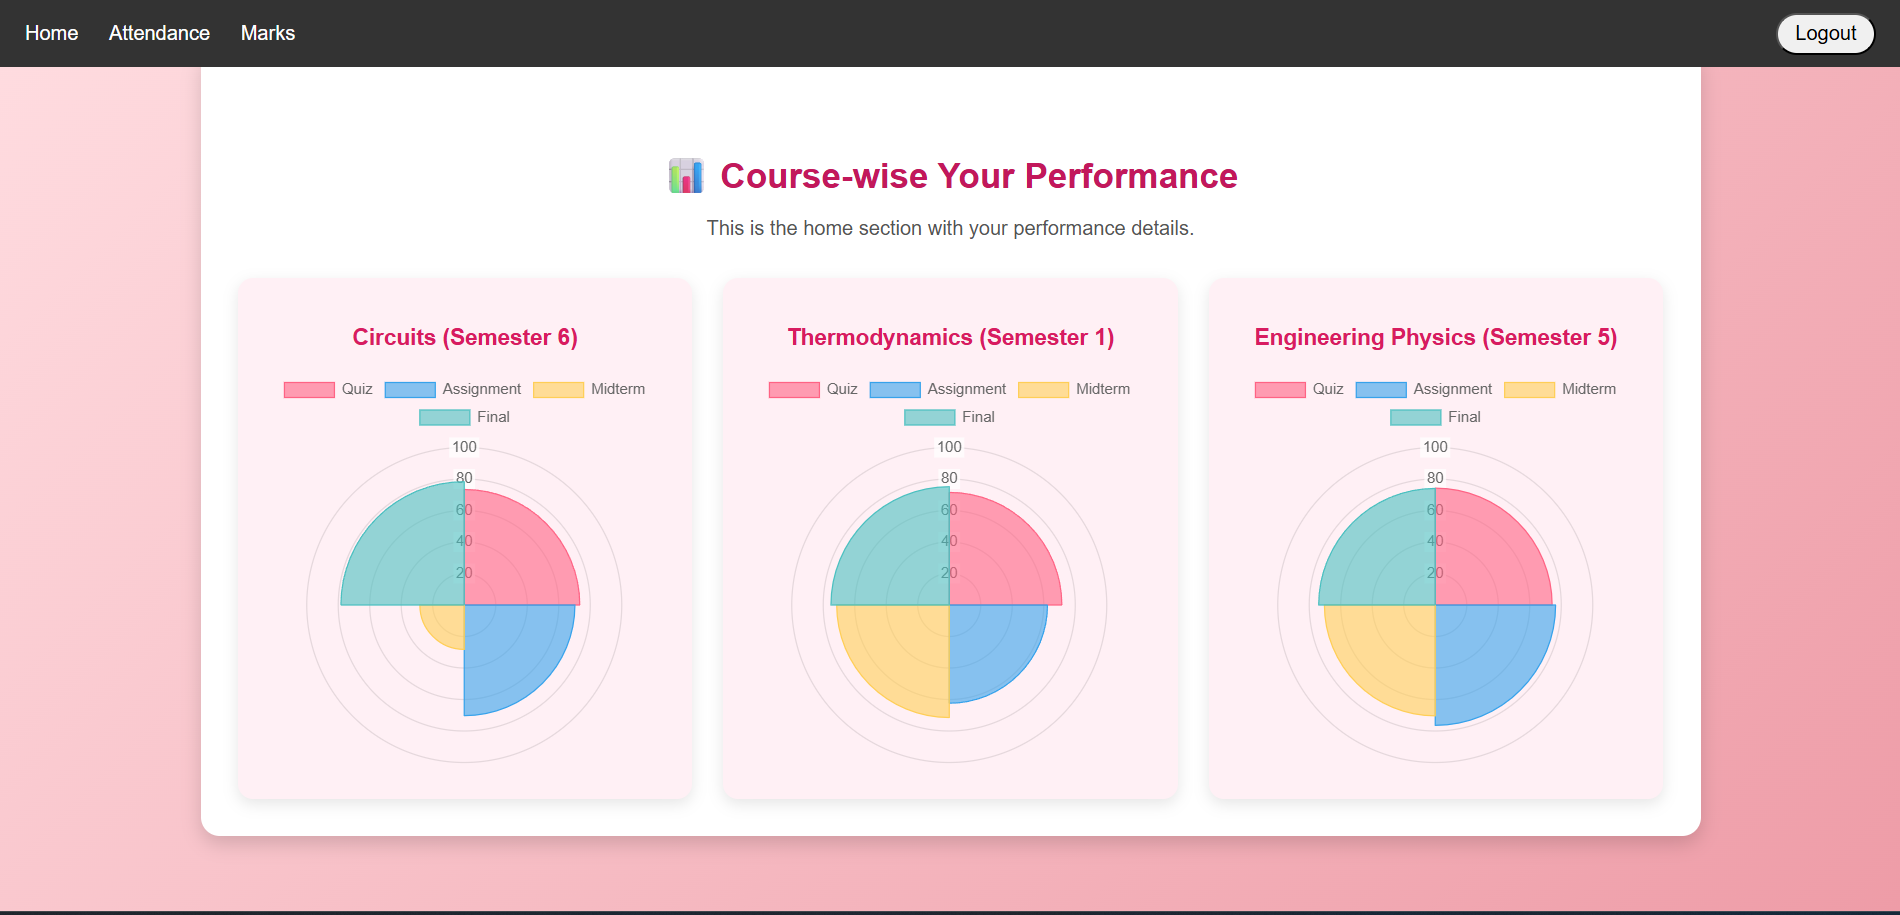 Home Attendance Marks Logout
Course-wise Your Performance
This is the home section with your performance details.
Circuits (Semester 6)
Quiz Assignment Midterm
Final
100
80
60
40
20
Thermodynamics (Semester 1)
Quiz Assignment Midterm
Final
100
80
60
40
20
Engineering Physics (Semester 5)
Quiz Assignment Midterm
Final
100
80
60
40
20